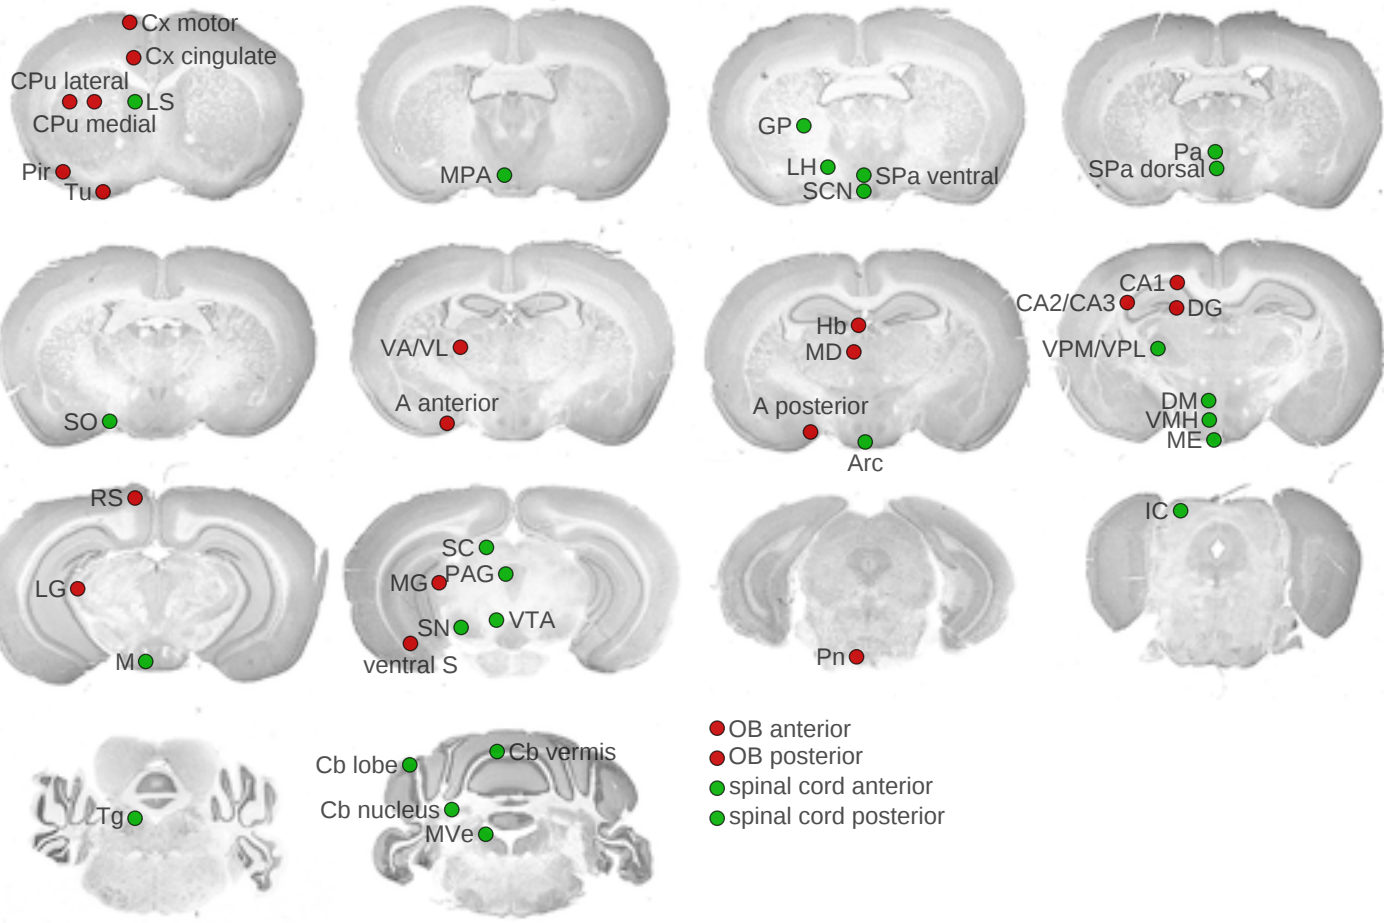 Cx motor
Cx cingulate
CPu lateral
LS
CPu medial
Pir
Tu
MPA
GP
LH
SPa ventral
SCN
Pa
SPa dorsal
SO
VA/VL
A anterior
Hb
MD
A posterior
Arc
CA1
CA2/CA3
DG
VPM/VPL
DM
VMH
ME
RS
LG
M
SC
MG
PAG
SN
VTA
ventral S
Pn
IC
Tg
Cb lobe
Cb vermis
Cb nucleus
MVe
OB anterior
OB posterior
spinal cord anterior
spinal cord posterior